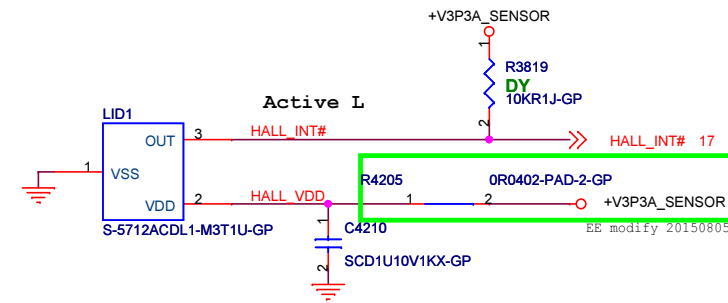 +V3P3A_SENSOR
1
R3819
DY
10KR1J-GP
2
Active L
LID1
OUT 3 HALL_INT#
HALL_INT# 17
1 VSS
R4205 0R0402-PAD-2-GP
VDD 2 HALL_VDD 1 2 +V3P3A_SENSOR
S-5712ACDL1-M3T1U-GP
1 C4210
EE modify 20150805
2 SCD1U10V1KX-GP